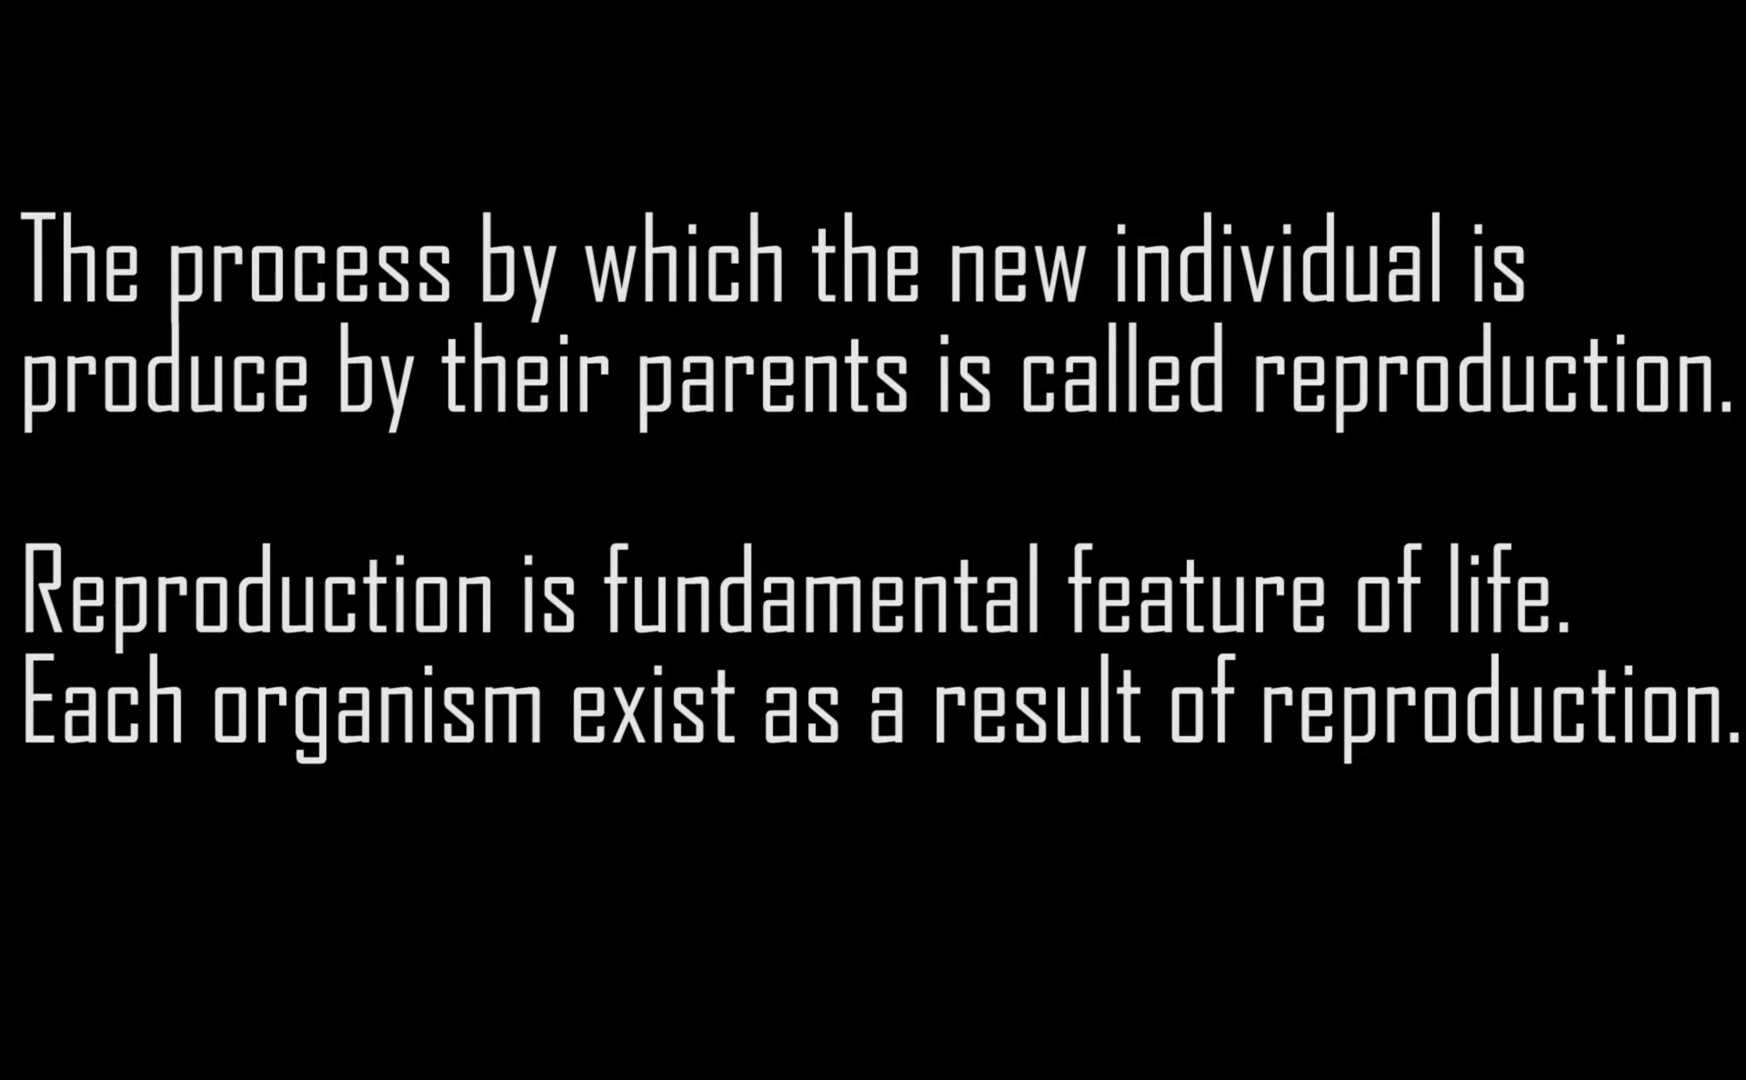 The process by which the new individual is
produce by their parents is called reproduction.
Reproduction is fundamental feature of life.
Each organism exist as a result of reproduction.